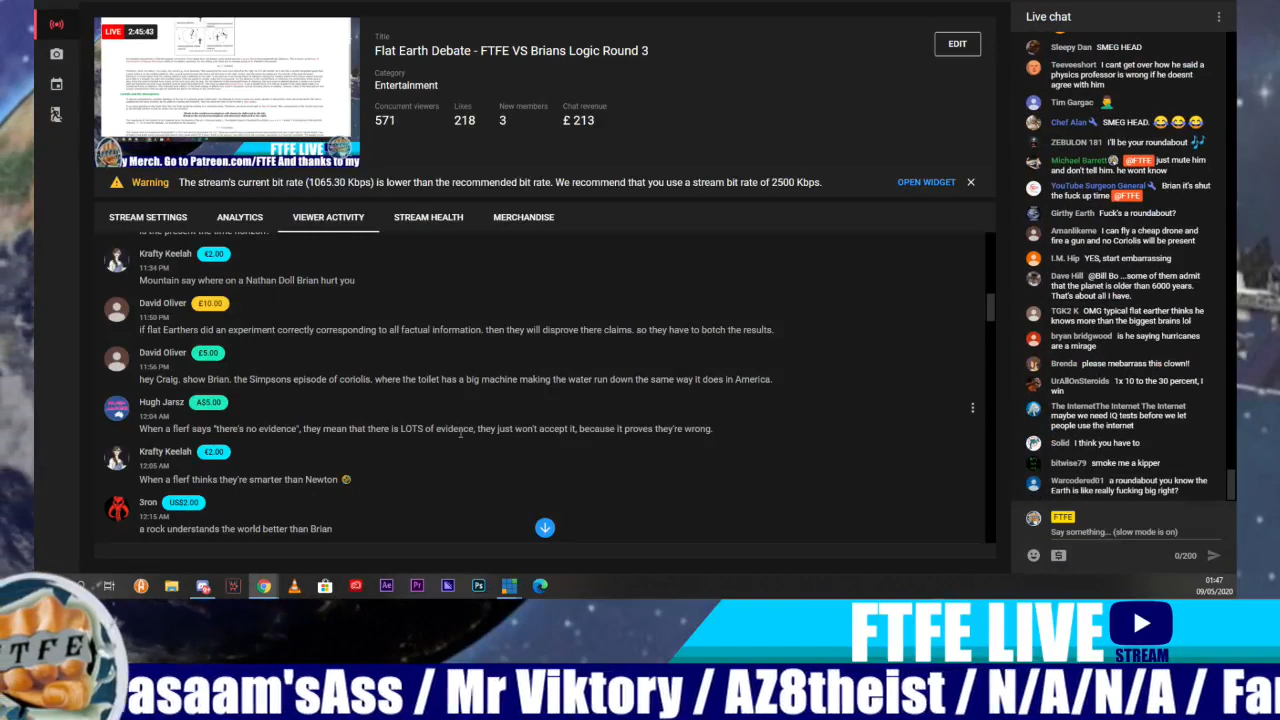 LIVE 2:45:43
Title
Category
Concurrent viewers Likes New members
FTFE LIVE
y Merch. Go to Patreon.com/FTFE And thanks to my
EDIT
Warning The stream's current bit rate (1065.30 Kbps) is lower than the recommended bit rate. We recommend that you use a stream bit rate of 2500 Kbps.
OPEN WIDGET
STREAM SETTINGS ANALYTICS VIEWER ACTIVITY STREAM HEALTH MERCHANDISE
Krafty Keelah €2.00
11:34 PM
Mountain say where on a Nathan Doll Brian hurt you
David Oliver £10.00
11:50 PM
if flat Earthers did an experiment correctly corresponding to all factual information. then they will disprove there claims. so they have to botch the results.
David Oliver £5.00
11:56 PM
hey Craig. show Brian. the Simpsons episode of coriolis. where the toilet has a big machine making the water run down the same way it does in America.
Hugh Jarsz A$5.00
12:04 AM
When a flerf says "there's no evidence", they mean that there is LOTS of evidence, they just won't accept it, because it proves they're wrong.
Krafty Keelah €2.00
12:05 AM
When a flerf thinks they're smarter than Newton
3ron US$2.00
12:15 AM
a rock understands the world better than Brian
Live chat
Sleepy John SMEG HEAD
Teeveeshort I cant get over how he said a
physics professor is wrong if he doesnt
agree with him
Tim Gango
Chef Alan SMEG HEAD,
ZEBULON 181 I'll be your roundabout
Michael Barrett @FTFE just mute him
and don't tell him. he wont know
YouTube Surgeon General Brian it's shut
the fuck up time @FTFE
Girthy Earth Fuck's a roundabout?
Amanlikeme I can fly a cheap drone and
fire a gun and no Coriolis will be present
I.M. Hip YES, start embarrassing
Dave Hill @Bill Bo ...some of them admit
that the planet is older than 6000 years.
That's about all I have.
TGK2 K OMG typical flat earther thinks he
knows more than the biggest brains lol
bryan bridgwood is he saying hurricanes
are a mirage
Brenda please mebarrass this clown!!
UrAllOnSteroids 1x 10 to the 30 percent, I
win
The InternetThe Internet The Internet
maybe we need IQ tests before we let
people use the internet
Solid I think you have to
bitwise79 smoke me a kipper
Warcodered01 a roundabout you know the
Earth is like really fucking big right?
FTFE
Say something... (slow mode is on)
0/200
01:47
09/05/2020
FTFE
FTFE LIVE
STREAM
asaam'sAss / Mr Viktory / AZ8theist / N/A/N/A / Fa